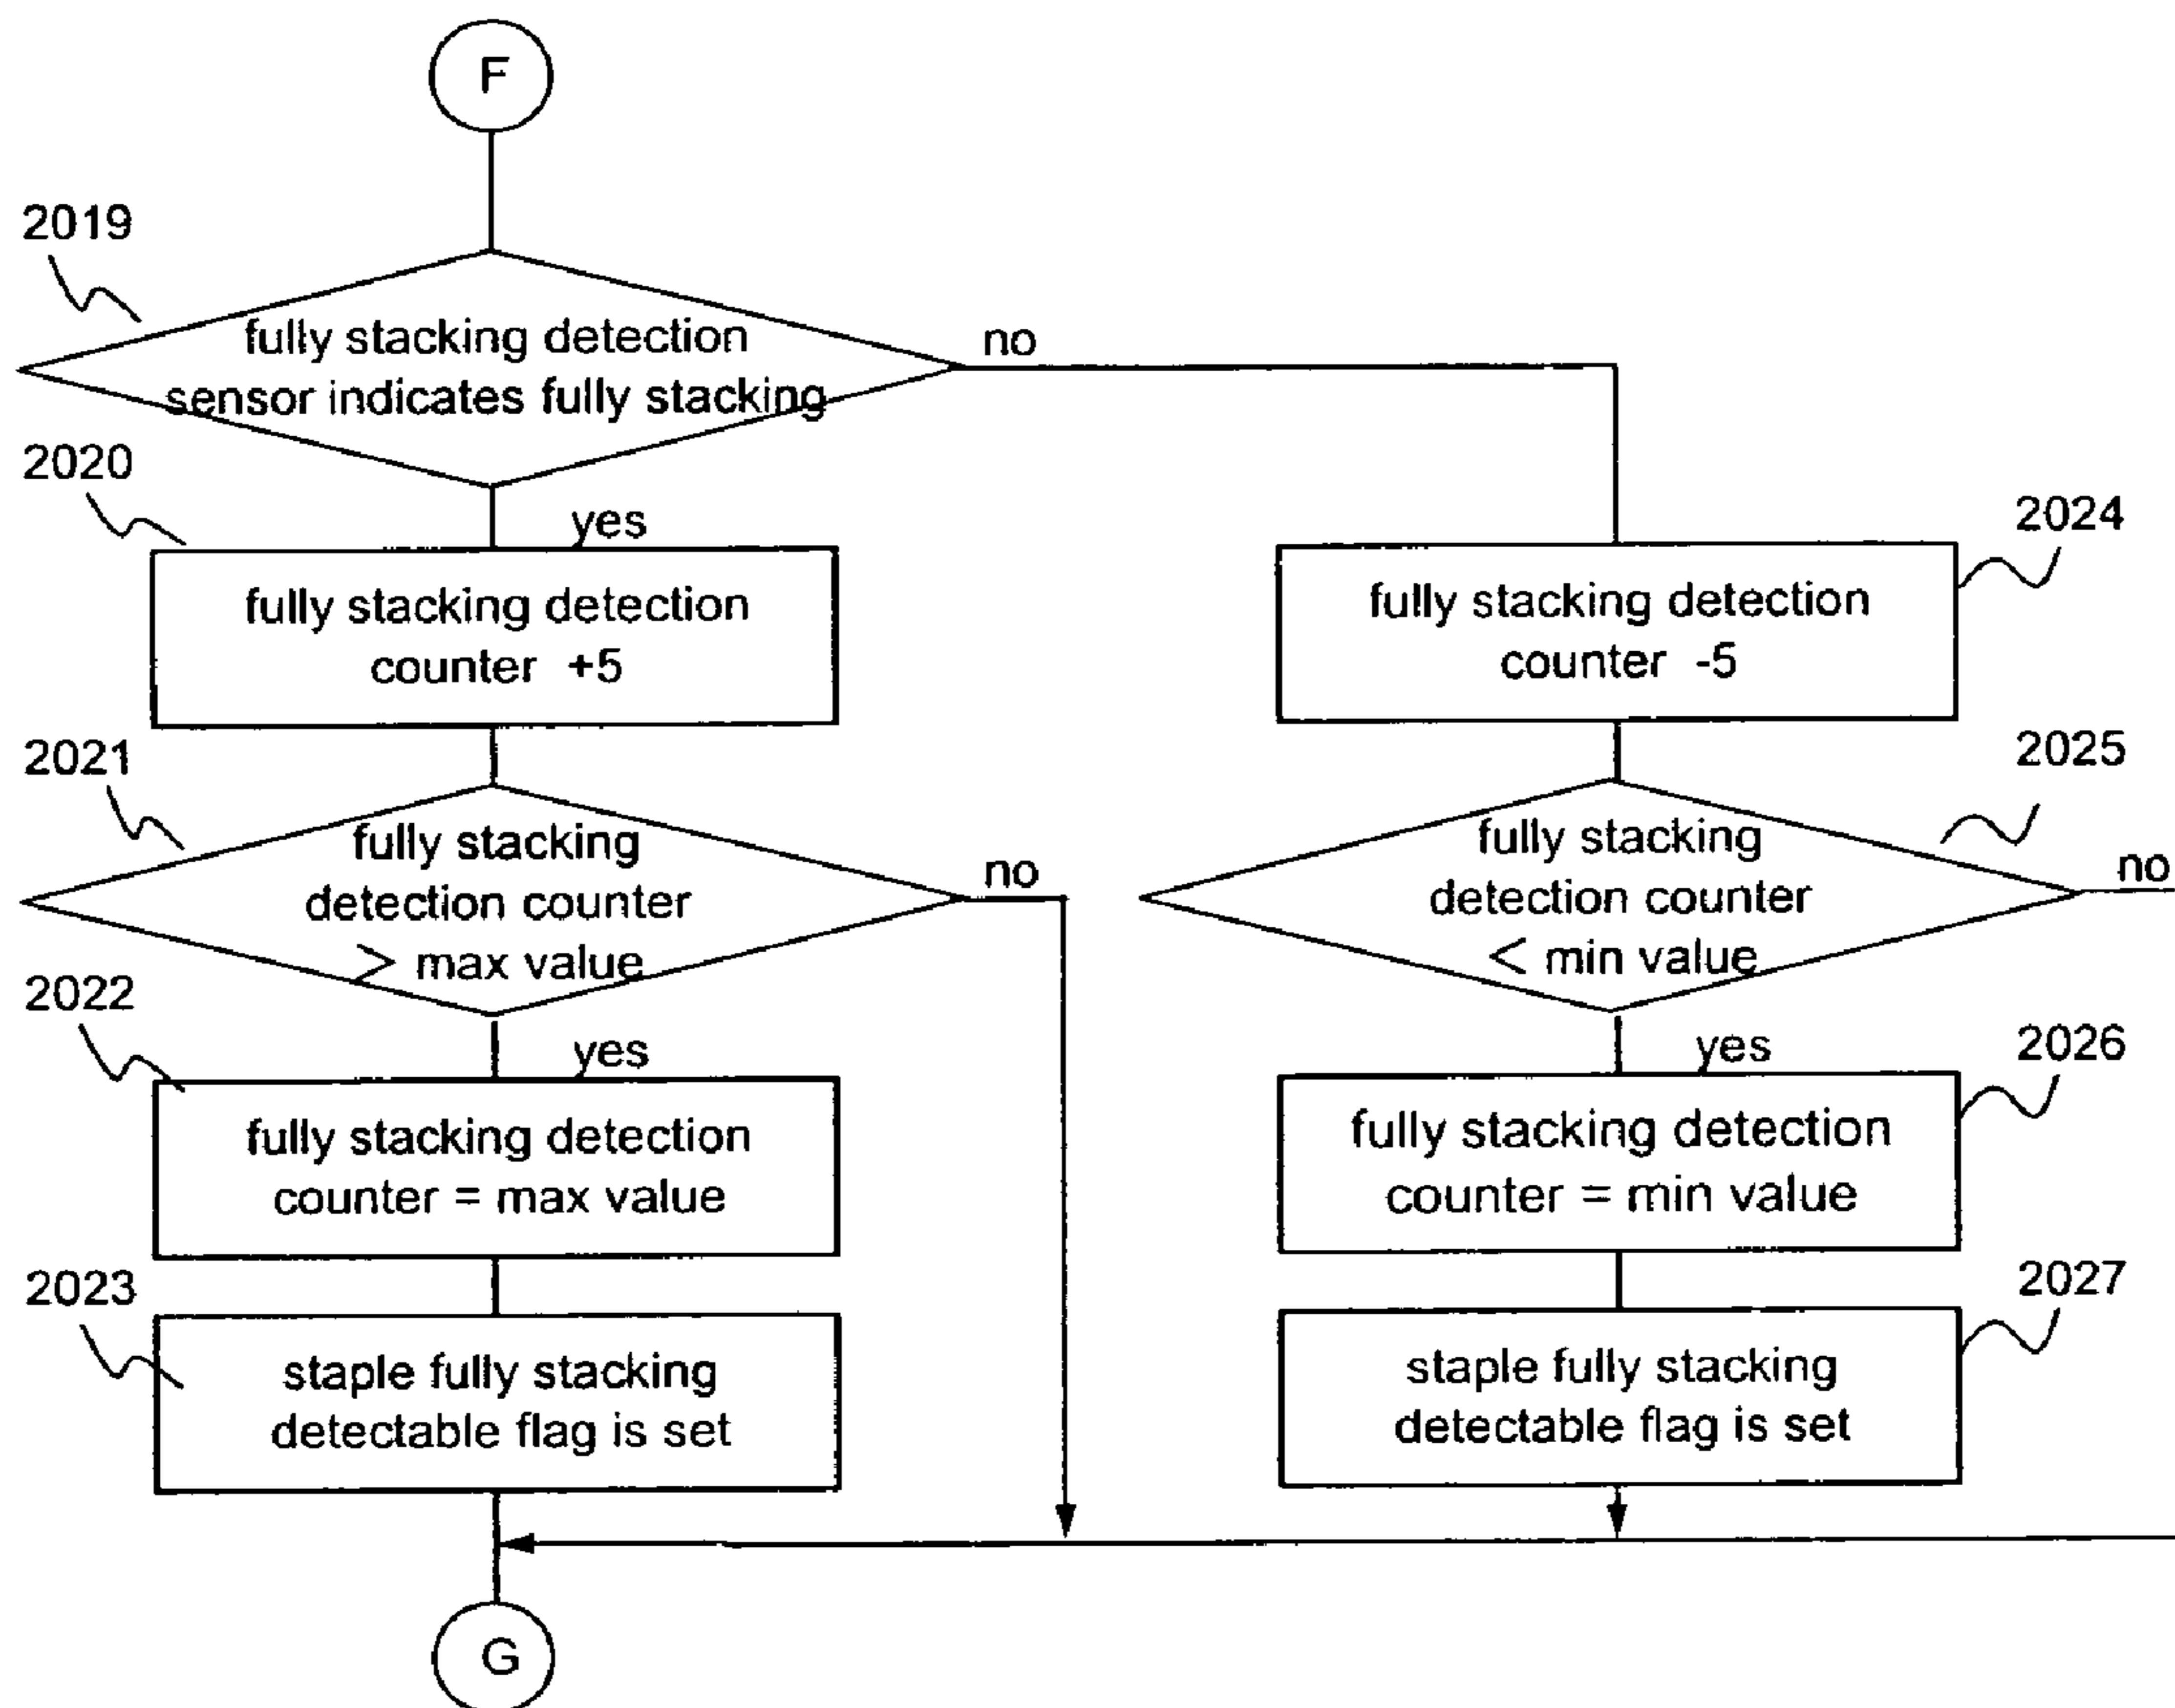 F
2019
fully stacking detection
sensor indicates fully stacking
no
2020
yes
fully stacking detection
counter +5
2024
fully stacking detection
counter -5
2021
fully stacking
detection counter
> max value
no
2025
fully stacking
detection counter
< min value
no
2022
yes
fully stacking detection
counter = max value
yes
2026
fully stacking detection
counter = min value
2023
staple fully stacking
detectable flag is set
2027
staple fully stacking
detectable flag is set
G